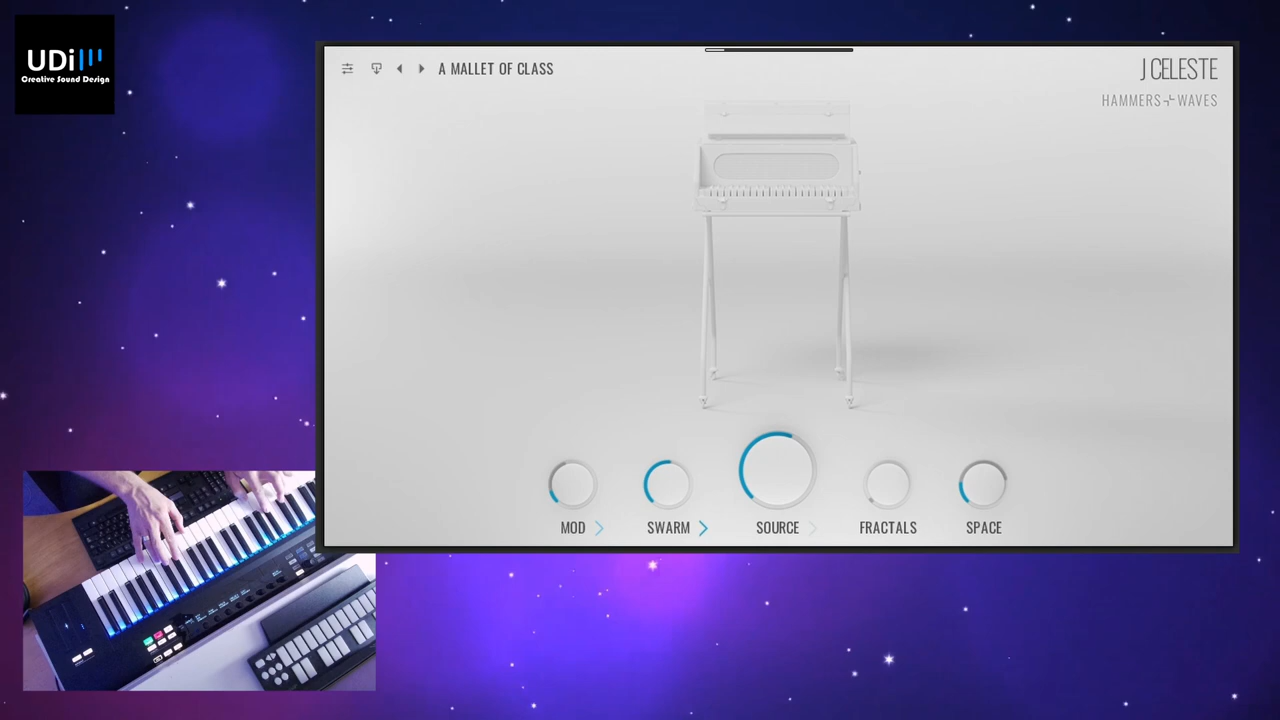 UDi
Creative Sound Design
A MALLET OF CLASS
J CELESTE
HAMMERS WAVES
MOD
SWARM
SOURCE
FRACTALS
SPACE